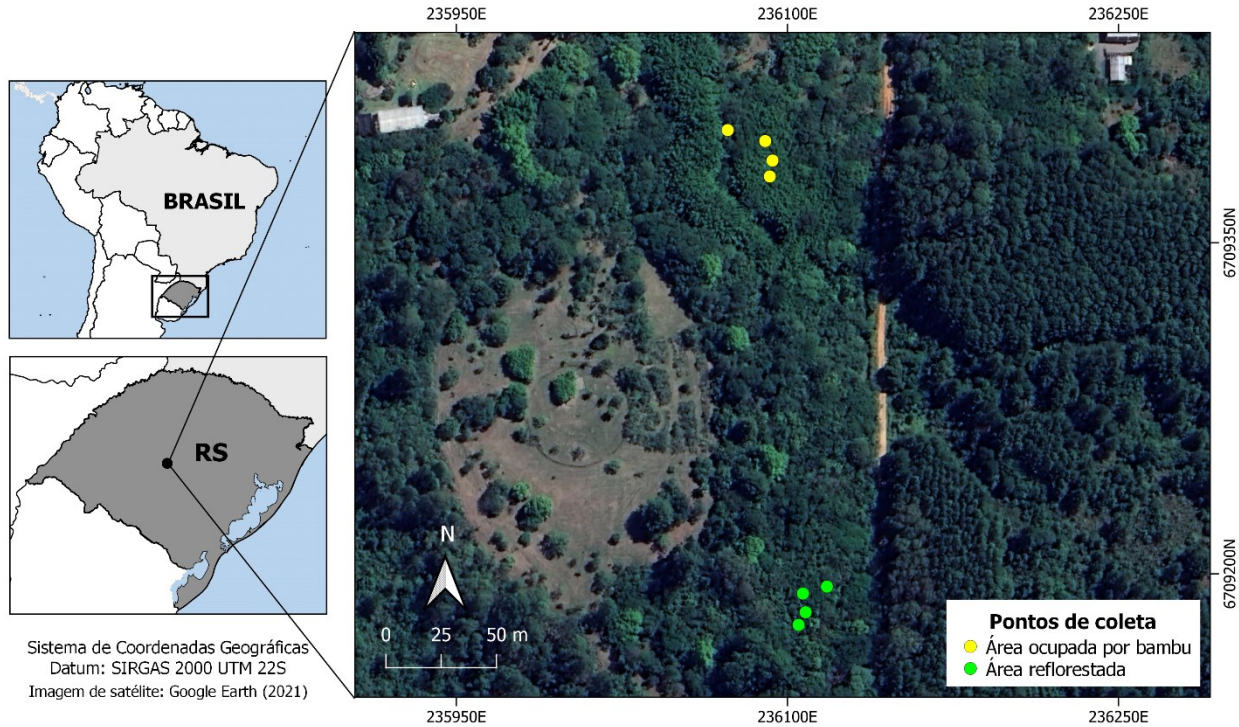 235950E
236100E
236250E
BRASIL
RS
6709350N
6709200N
N
0 25 50 m
Pontos de coleta
Área ocupada por bambu
Área reflorestada
Sistema de Coordenadas Geográficas
Datum: SIRGAS 2000 UTM 22S
Imagem de satélite: Google Earth (2021)
235950E
236100E
236250E